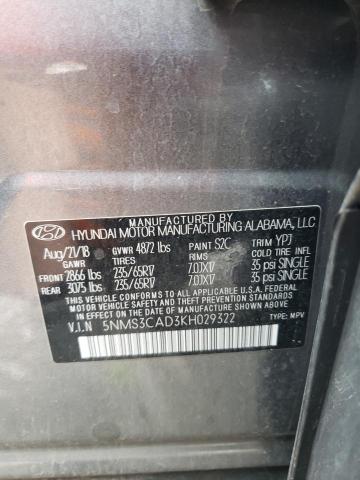 MANUFACTURED BY
HYUNDAI MOTOR MANUFACTURING ALABAMA, LLC
Aug/21/18 GVWR 4872 lbs PAINT S2C TRIM YPJ
GAWR TIRES RIMS COLD TIRE INFL
FRONT 2866 lbs 235/65R17 7.0JX17 35 psi SINGLE
REAR 3075 lbs 235/65R17 7.0JX17 35 psi SINGLE
THIS VEHICLE CONFORMS TO ALL APPLICABLE U.S.A. FEDERAL
MOTOR VEHICLE SAFETY, BUMPER, AND THEFT PREVENTION
STANDARDS IN EFFECT ON THE DATE OF MANUFACTURE SHOWN ABOVE.
V.I.N 5NMS3CAD3KH029322 TYPE: MPV